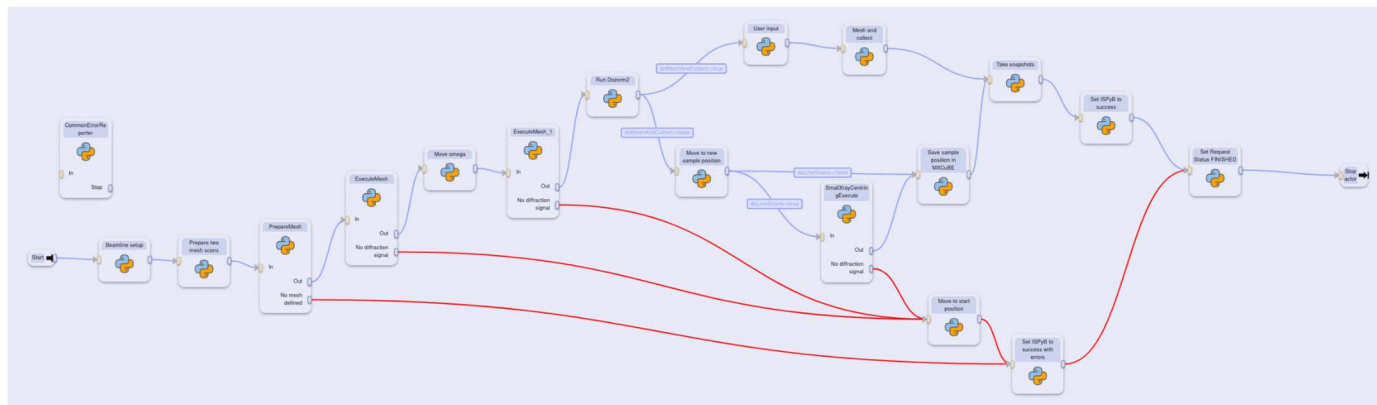 User input
Mesh and
collect
Take snapshots
doMeshAndCollect=true
Run Dozorm2
Set ISPyB to
success
CommonErrorRe
porter
In
Stop
ExecuteMesh_1
In
Out
No diffraction
signal
doMeshAndCollect=false
Move omega
Move to new
sample position
doLineScans=false
Save sample
position in
MXCuBE
Set Request
Status FINISHED
Stop
actor
ExecuteMesh
In
Out
No diffraction
signal
doLineScans=true
SmallXrayCentrin
gExecute
In
Out
No diffraction
signal
PrepareMesh
In
Out
No mesh
defined
Start
Beamline setup
Prepare two
mesh scans
Move to start
position
Set ISPyB to
success with
errors